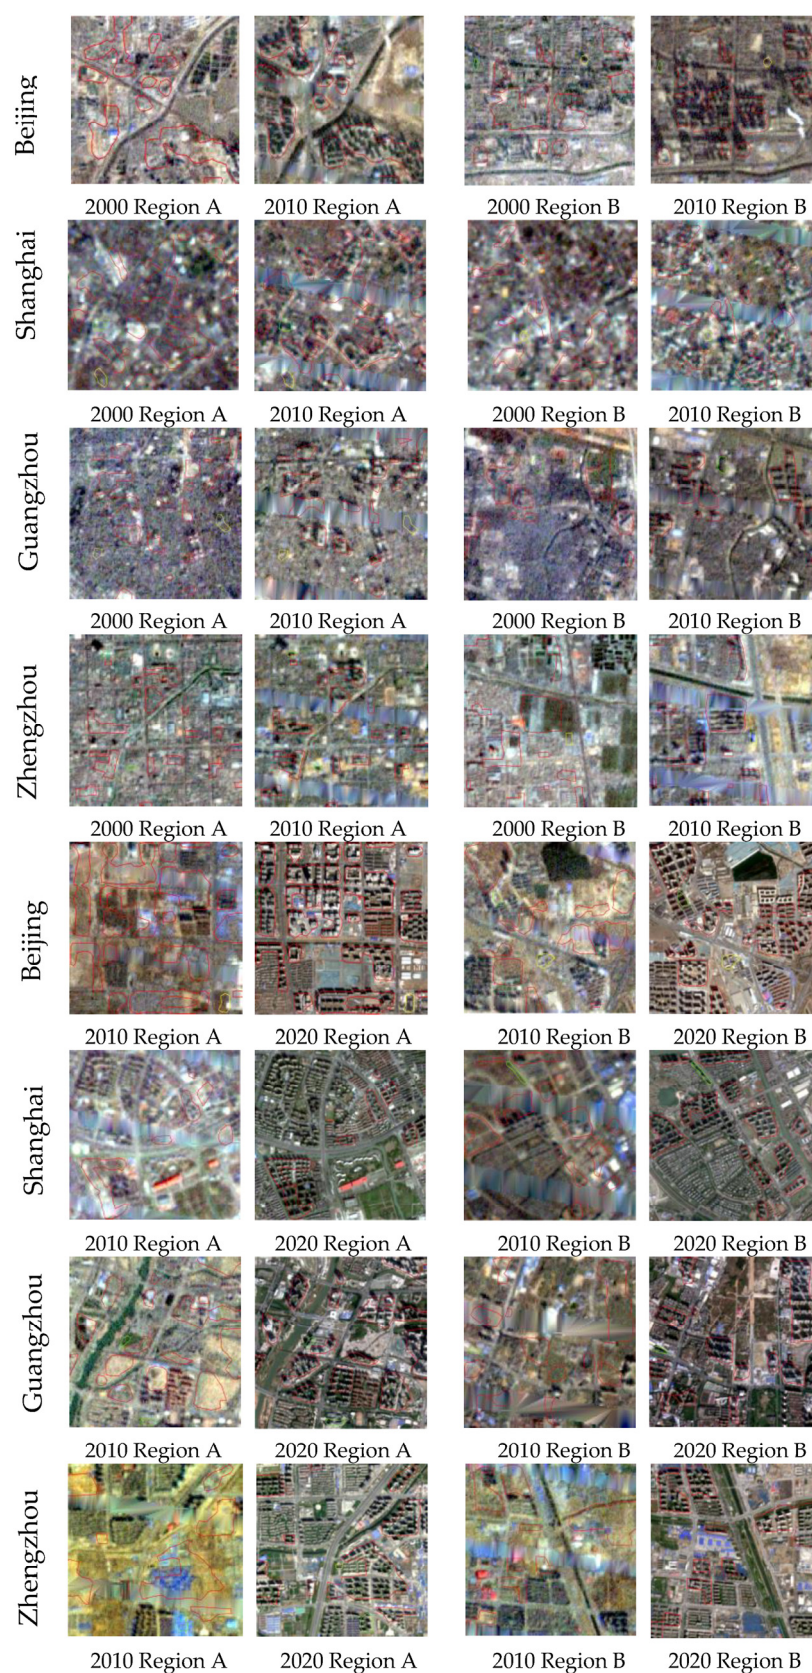 Beijing
2000 Region A 2010 Region A 2000 Region B 2010 Region B
Shanghai
2000 Region A 2010 Region A 2000 Region B 2010 Region B
Guangzhou
2000 Region A 2010 Region A 2000 Region B 2010 Region B
Zhengzhou
2000 Region A 2010 Region A 2000 Region B 2010 Region B
Beijing
2010 Region A 2020 Region A 2010 Region B 2020 Region B
Shanghai
2010 Region A 2020 Region A 2010 Region B 2020 Region B
Guangzhou
2010 Region A 2020 Region A 2010 Region B 2020 Region B
Zhengzhou
2010 Region A 2020 Region A 2010 Region B 2020 Region B